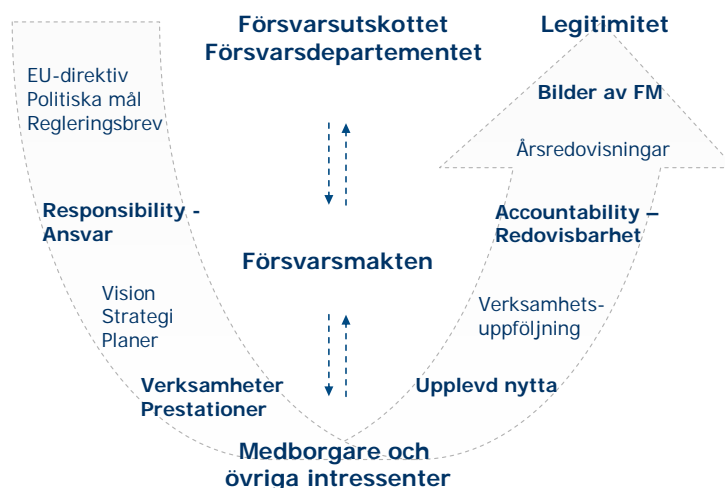 Försvarsutskottet
Försvarsdepartementet
Legitimitet
EU-direktiv
Politiska mål
Regleringsbrev
Bilder av FM
Årsredovisningar
Responsibility -
Ansvar
Accountability –
Redovisbarhet
Försvarsmakten
Vision
Strategi
Planer
Verksamhets-
uppföljning
Verksamheter
Prestationer
Upplevd nytta
Medborgare och
övriga intressenter